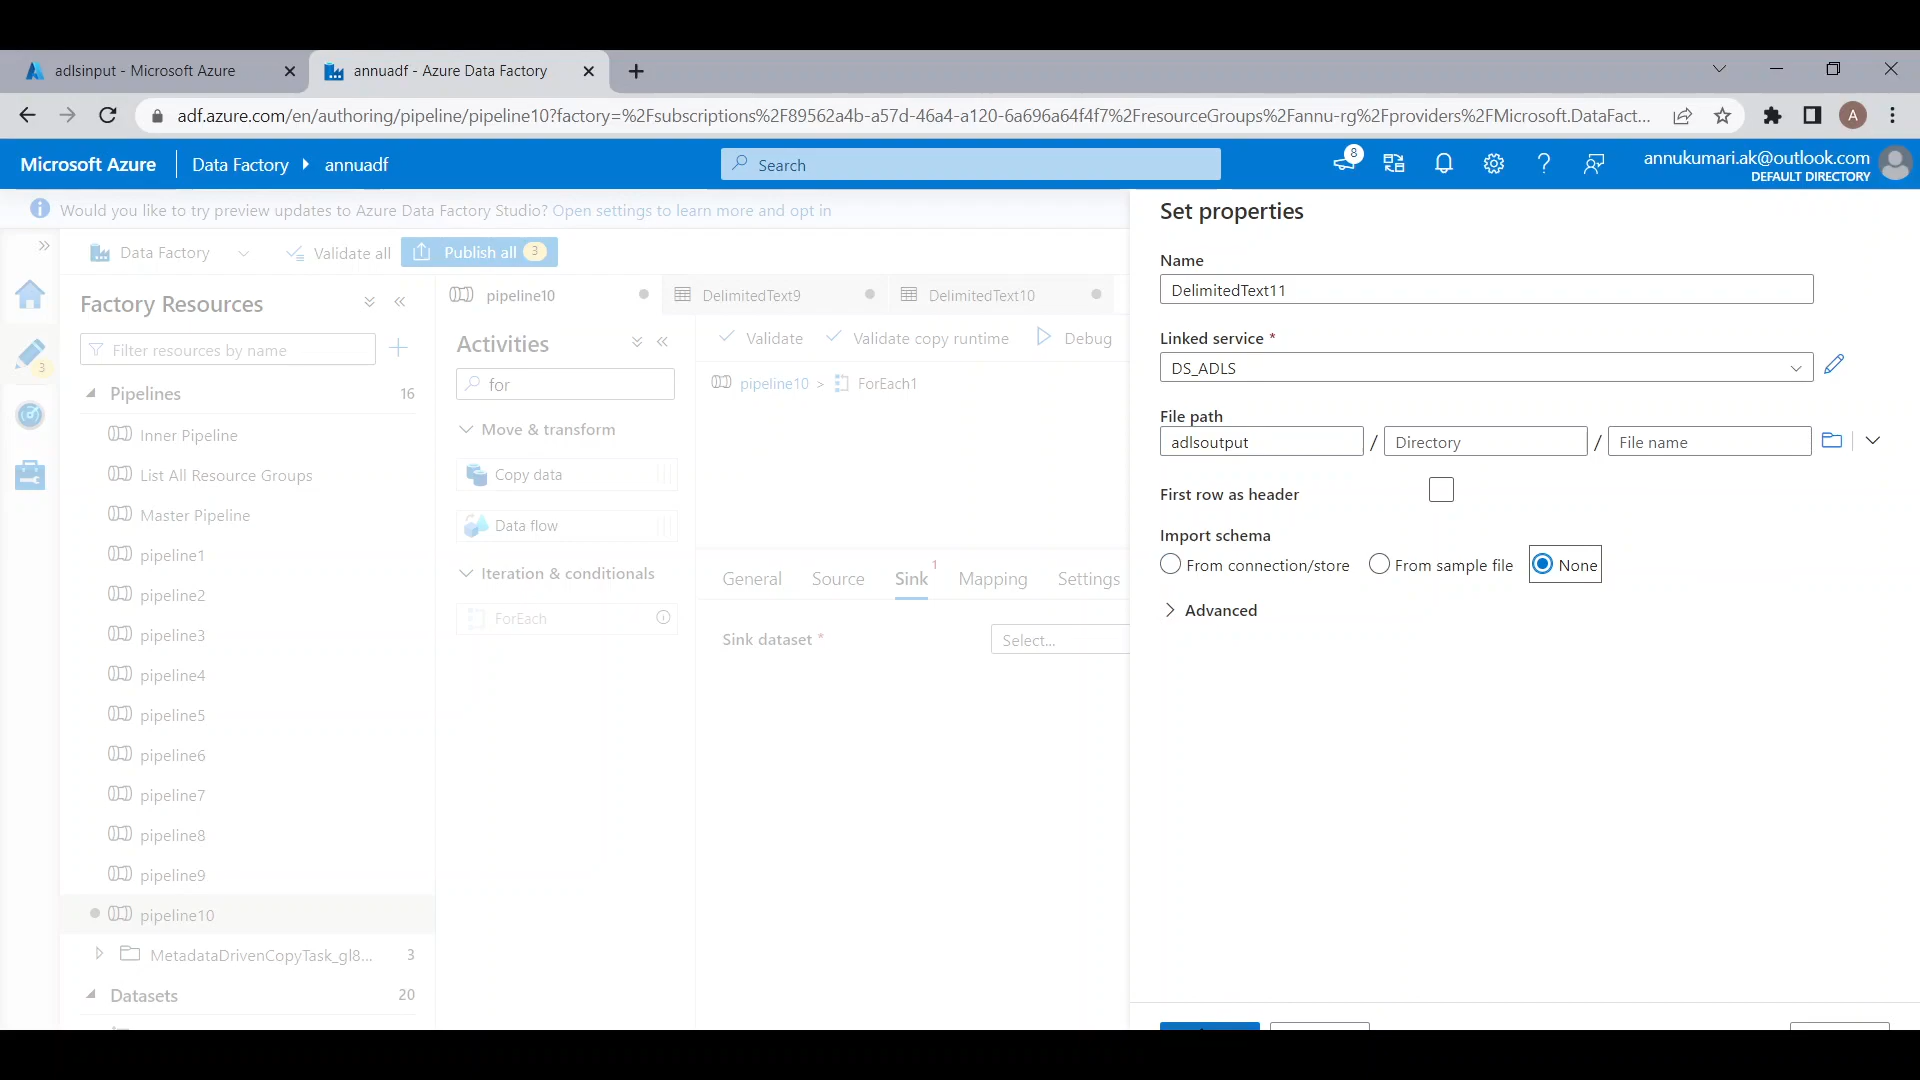 adlsinput - Microsoft Azure
annuadf - Azure Data Factory
adf.azure.com/en/authoring/pipeline/pipeline10?factory=%2Fsubscriptions%2F89562a4b-a57d-46a4-a120-6a696a64f4f7%2FresourceGroups%2Fannu-rg%2Fproviders%2FMicrosoft.DataFact...
A
Microsoft Azure
Data Factory
annuadf
Search
8
annukumari.ak@outlook.com
DEFAULT DIRECTORY
Would you like to try preview updates to Azure Data Factory Studio? Open settings to learn more and opt in
Data Factory
Validate all
Publish all 3
Factory Resources
Filter resources by name
3
Pipelines 16
Inner Pipeline
List All Resource Groups
Master Pipeline
pipeline1
pipeline2
pipeline3
pipeline4
pipeline5
pipeline6
pipeline7
pipeline8
pipeline9
pipeline10
MetadataDrivenCopyTask_gl8... 3
Datasets 20
pipeline10
DelimitedText9
DelimitedText10
Activities
for
Move & transform
Copy data
Data flow
Iteration & conditionals
ForEach
Validate
Validate copy runtime
Debug
pipeline10 > ForEach1
General
Source
Sink 1
Mapping
Settings
Sink dataset *
Select...
Set properties
Name
DelimitedText11
Linked service *
DS_ADLS
File path
adlsoutput / Directory / File name
First row as header
Import schema
From connection/store
From sample file
None
Advanced